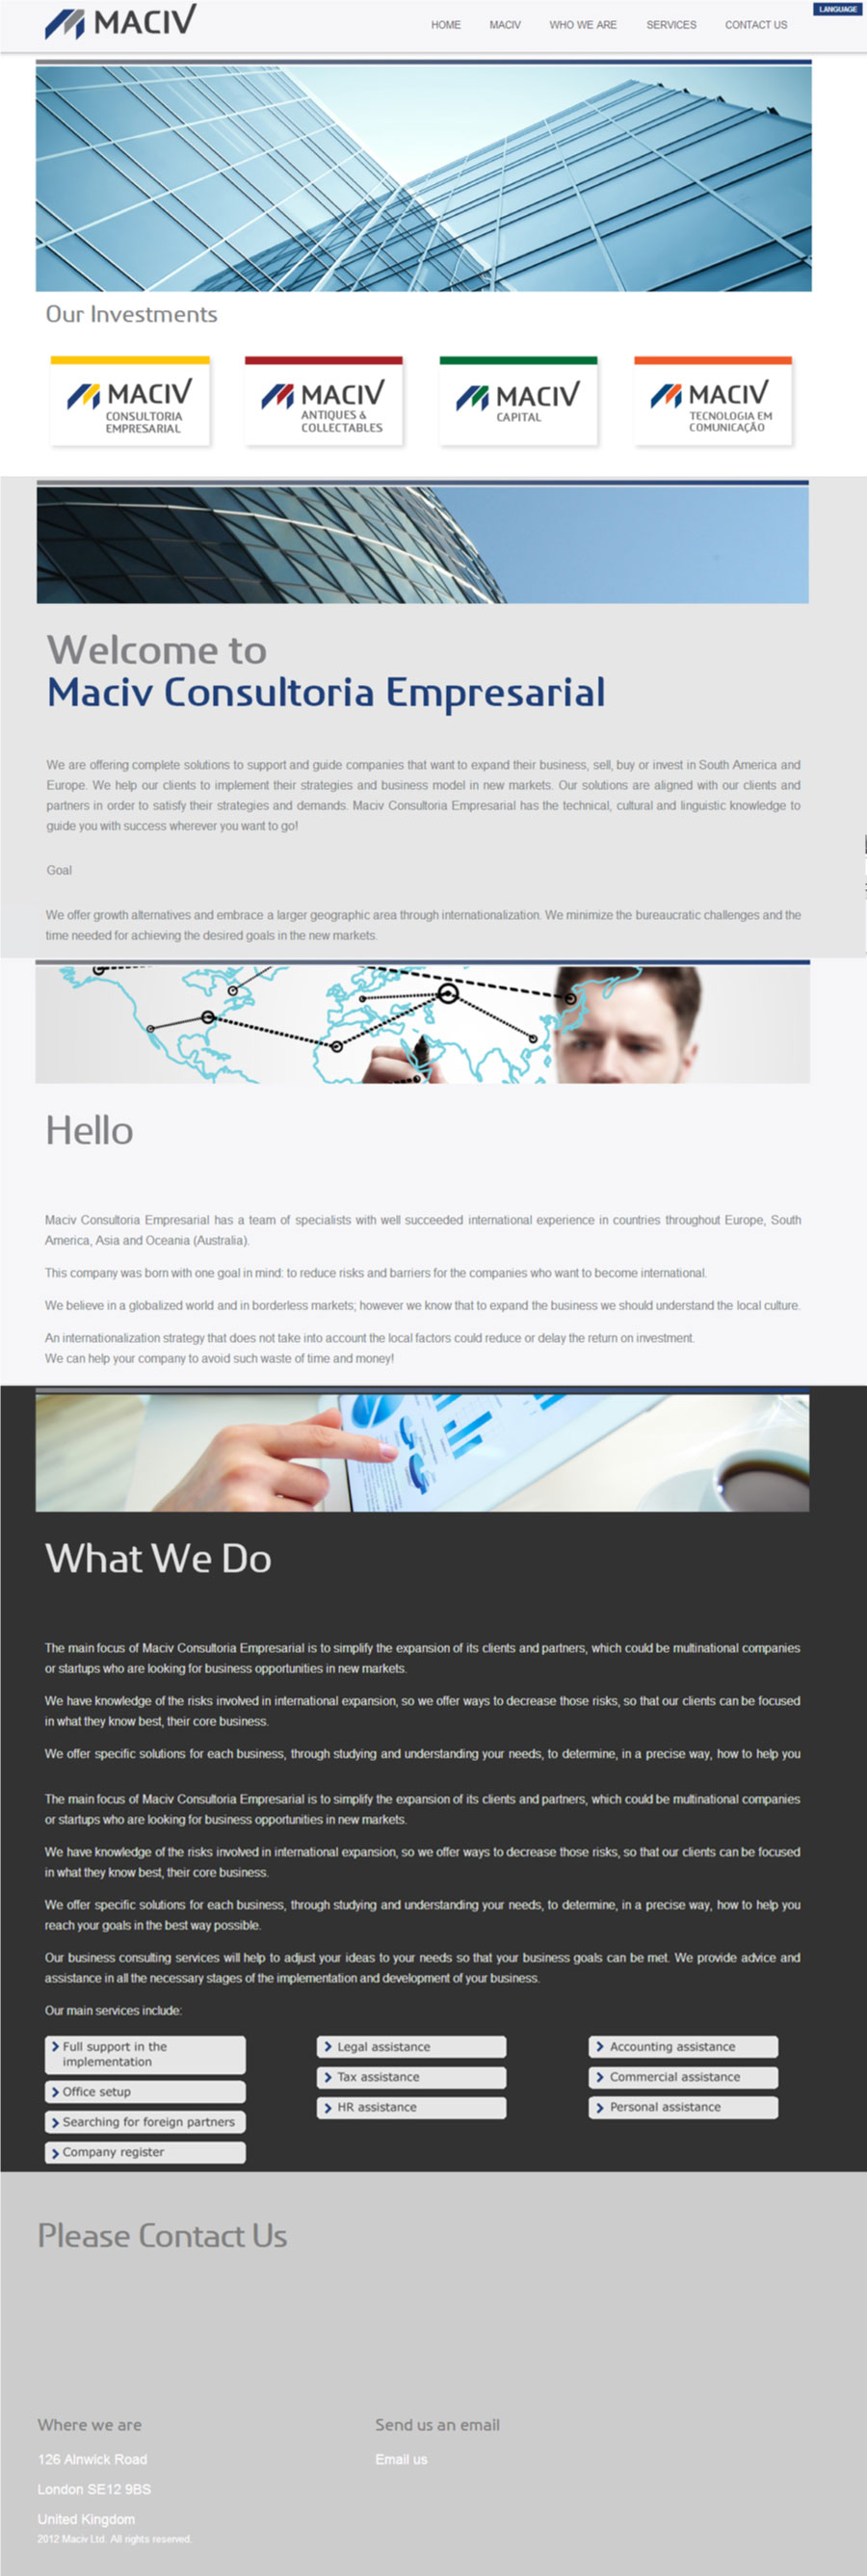 MACIV
HOME MACIV WHO WE ARE SERVICES CONTACT US
LANGUAGE
Our Investments
MACIV
CONSULTORIA
EMPRESARIAL
MACIV
ANTIQUES &
COLLECTABLES
MACIV
CAPITAL
MACIV
TECNOLOGIA EM
COMUNICAÇÃO
Welcome to
Maciv Consultoria Empresarial
We are offering complete solutions to support and guide companies that want to expand their business, sell, buy or invest in South America and
Europe. We help our clients to implement their strategies and business model in new markets. Our solutions are aligned with our clients and
partners in order to satisfy their strategies and demands. Maciv Consultoria Empresarial has the technical, cultural and linguistic knowledge to
guide you with success wherever you want to go!
Goal
We offer growth alternatives and embrace a larger geographic area through internationalization. We minimize the bureaucratic challenges and the
time needed for achieving the desired goals in the new markets.
Hello
Maciv Consultoria Empresarial has a team of specialists with well succeeded international experience in countries throughout Europe, South
America, Asia and Oceania (Australia).
This company was born with one goal in mind: to reduce risks and barriers for the companies who want to become international.
We believe in a globalized world and in borderless markets; however we know that to expand the business we should understand the local culture.
An internationalization strategy that does not take into account the local factors could reduce or delay the return on investment.
We can help your company to avoid such waste of time and money!
What We Do
The main focus of Maciv Consultoria Empresarial is to simplify the expansion of its clients and partners, which could be multinational companies
or startups who are looking for business opportunities in new markets.
We have knowledge of the risks involved in international expansion, so we offer ways to decrease those risks, so that our clients can be focused
in what they know best, their core business.
We offer specific solutions for each business, through studying and understanding your needs, to determine, in a precise way, how to help you
The main focus of Maciv Consultoria Empresarial is to simplify the expansion of its clients and partners, which could be multinational companies
or startups who are looking for business opportunities in new markets.
We have knowledge of the risks involved in international expansion, so we offer ways to decrease those risks, so that our clients can be focused
in what they know best, their core business.
We offer specific solutions for each business, through studying and understanding your needs, to determine, in a precise way, how to help you
reach your goals in the best way possible.
Our business consulting services will help to adjust your ideas to your needs so that your business goals can be met. We provide advice and
assistance in all the necessary stages of the implementation and development of your business.
Our main services include:
Full support in the
implementation
Office setup
Searching for foreign partners
Company register
Legal assistance
Tax assistance
HR assistance
Accounting assistance
Commercial assistance
Personal assistance
Please Contact Us
Where we are
126 Alnwick Road
London SE12 9BS
United Kingdom
2012 Maciv Ltd. All rights reserved.
Send us an email
Email us